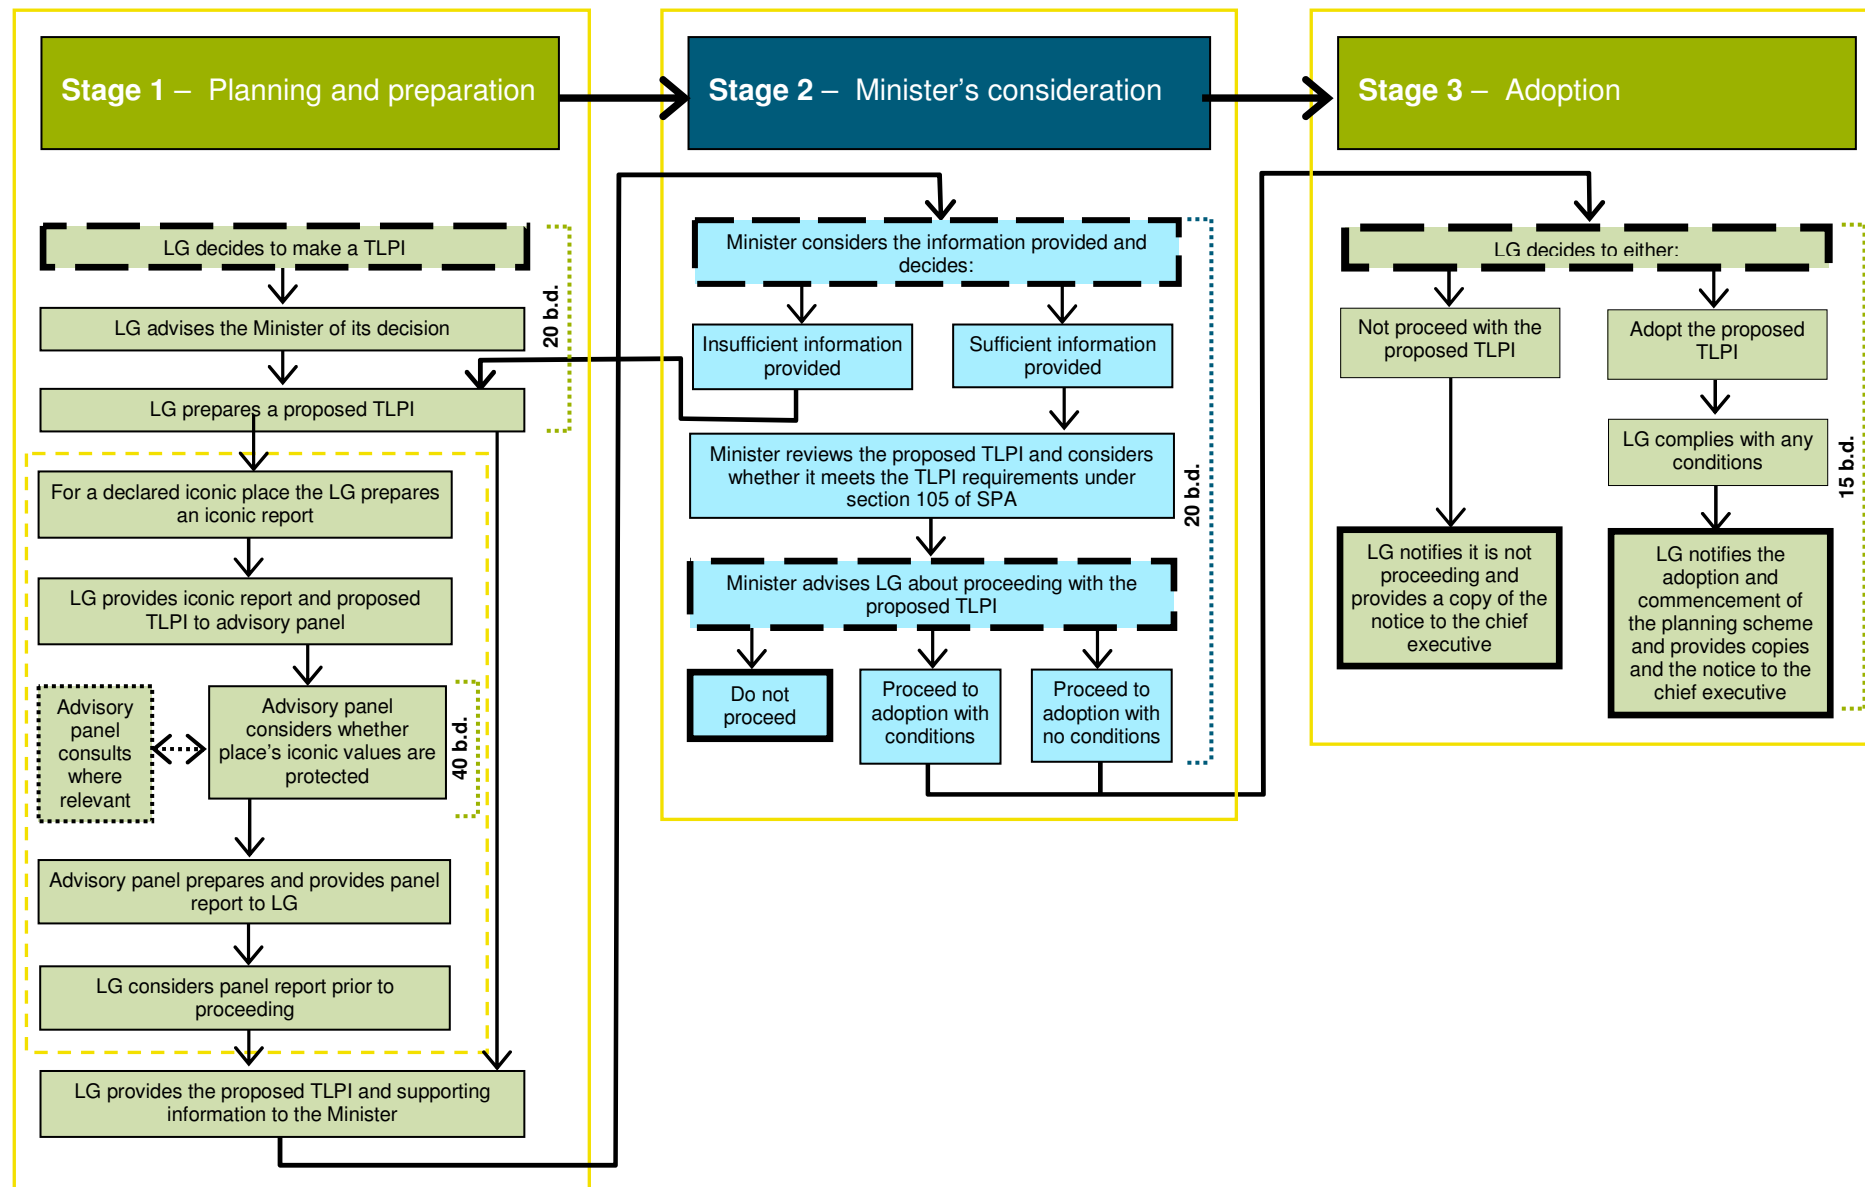 Stage 1 – Planning and preparation
LG decides to make a TLPI
LG advises the Minister of its decision
LG prepares a proposed TLPI
20 b.d.
For a declared iconic place the LG prepares
an iconic report
LG provides iconic report and proposed
TLPI to advisory panel
Advisory
panel
consults
where
relevant
Advisory panel
considers whether
place's iconic values are
protected
40 b.d.
Advisory panel prepares and provides panel
report to LG
LG considers panel report prior to
proceeding
LG provides the proposed TLPI and supporting
information to the Minister
Stage 2 – Minister's consideration
Minister considers the information provided and
decides:
Insufficient information
provided
Sufficient information
provided
Minister reviews the proposed TLPI and considers
whether it meets the TLPI requirements under
section 105 of SPA
20 b.d.
Minister advises LG about proceeding with the
proposed TLPI
Do not
proceed
Proceed to
adoption with
conditions
Proceed to
adoption with
no conditions
Stage 3 – Adoption
LG decides to either:
Not proceed with the
proposed TLPI
Adopt the proposed
TLPI
LG complies with any
conditions
15 b.d.
LG notifies it is not
proceeding and
provides a copy of the
notice to the chief
executive
LG notifies the
adoption and
commencement of
the planning scheme
and provides copies
and the notice to the
chief executive